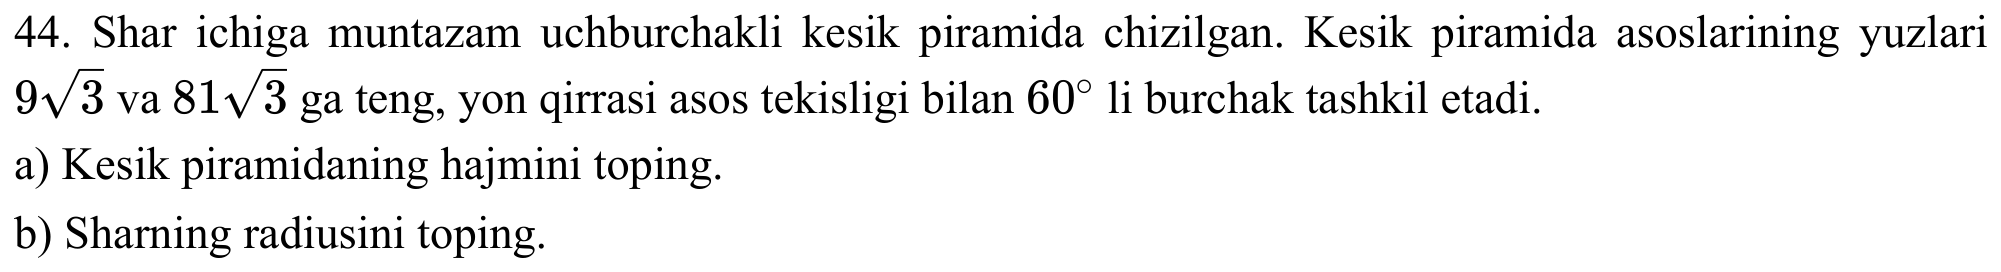 44. Shar ichiga muntazam uchburchakli kesik piramida chizilgan. Kesik piramida asoslarining yuzlari
9√3 va 81√3 ga teng, yon qirrasi asos tekisligi bilan 60° li burchak tashkil etadi.
a) Kesik piramidaning hajmini toping.
b) Sharning radiusini toping.